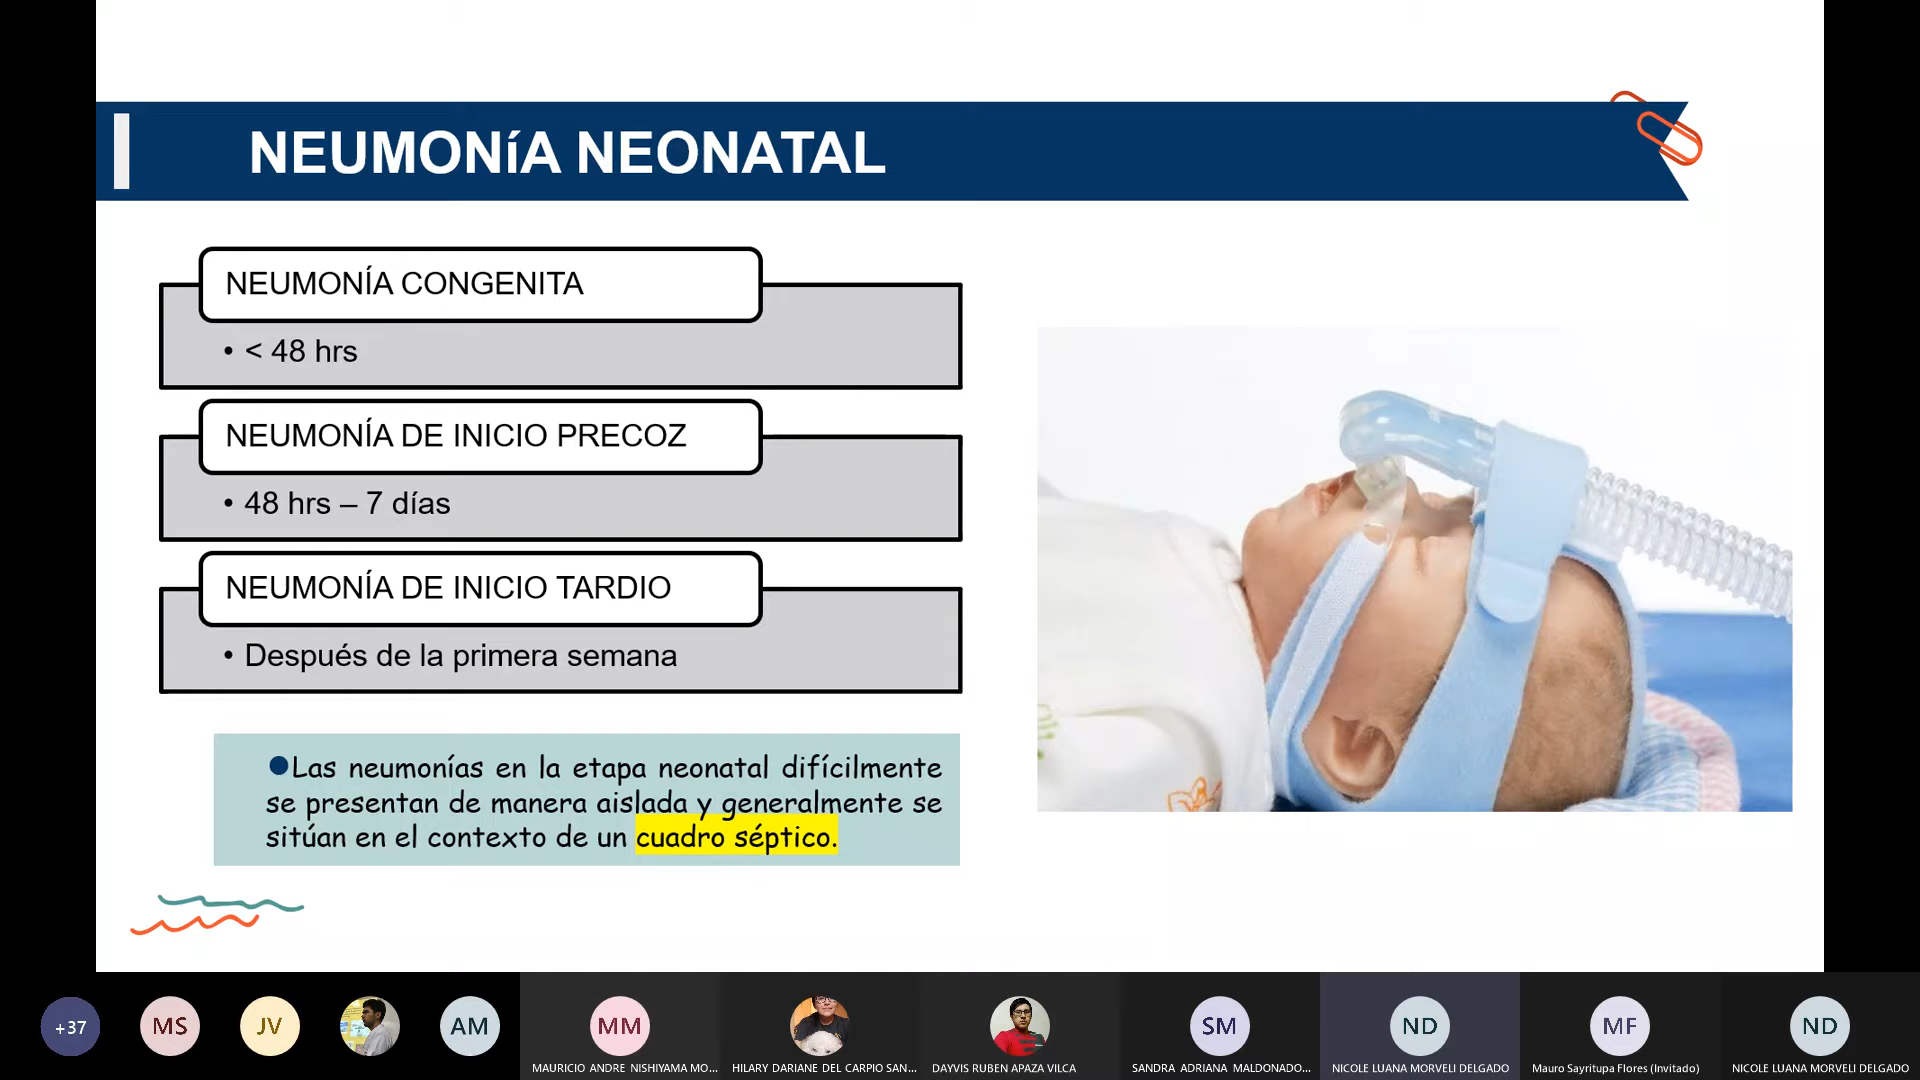 NEUMONíA NEONATAL
NEUMONÍA CONGENITA
• < 48 hrs
NEUMONÍA DE INICIO PRECOZ
• 48 hrs – 7 días
NEUMONÍA DE INICIO TARDIO
• Después de la primera semana
●Las neumonías en la etapa neonatal difícilmente
se presentan de manera aislada y generalmente se
sitúan en el contexto de un cuadro séptico.
+37
MS
JV
AM
MM
SM
ND
MF
ND
MAURICIO ANDRE NISHIYAMA MO...
HILARY DARIANE DEL CARPIO SAN...
DAYVIS RUBEN APAZA VILCA
SANDRA ADRIANA MALDONADO...
NICOLE LUANA MORVELI DELGADO
Mauro Sayritupa Flores (Invitado)
NICOLE LUANA MORVELI DELGADO